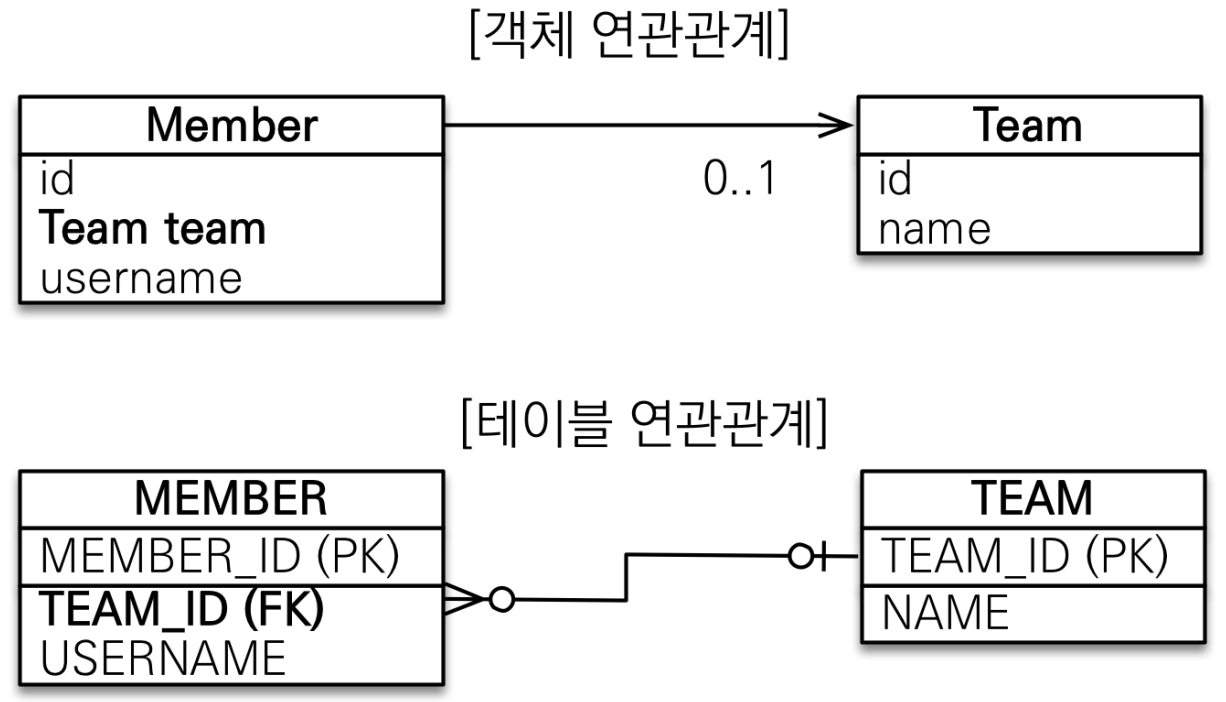 [객체 연관관계]
Member
id
Team team
username
0..1
Team
id
name
[테이블 연관관계]
MEMBER
MEMBER_ID (PK)
TEAM_ID (FK)
USERNAME
TEAM
TEAM_ID (PK)
NAME